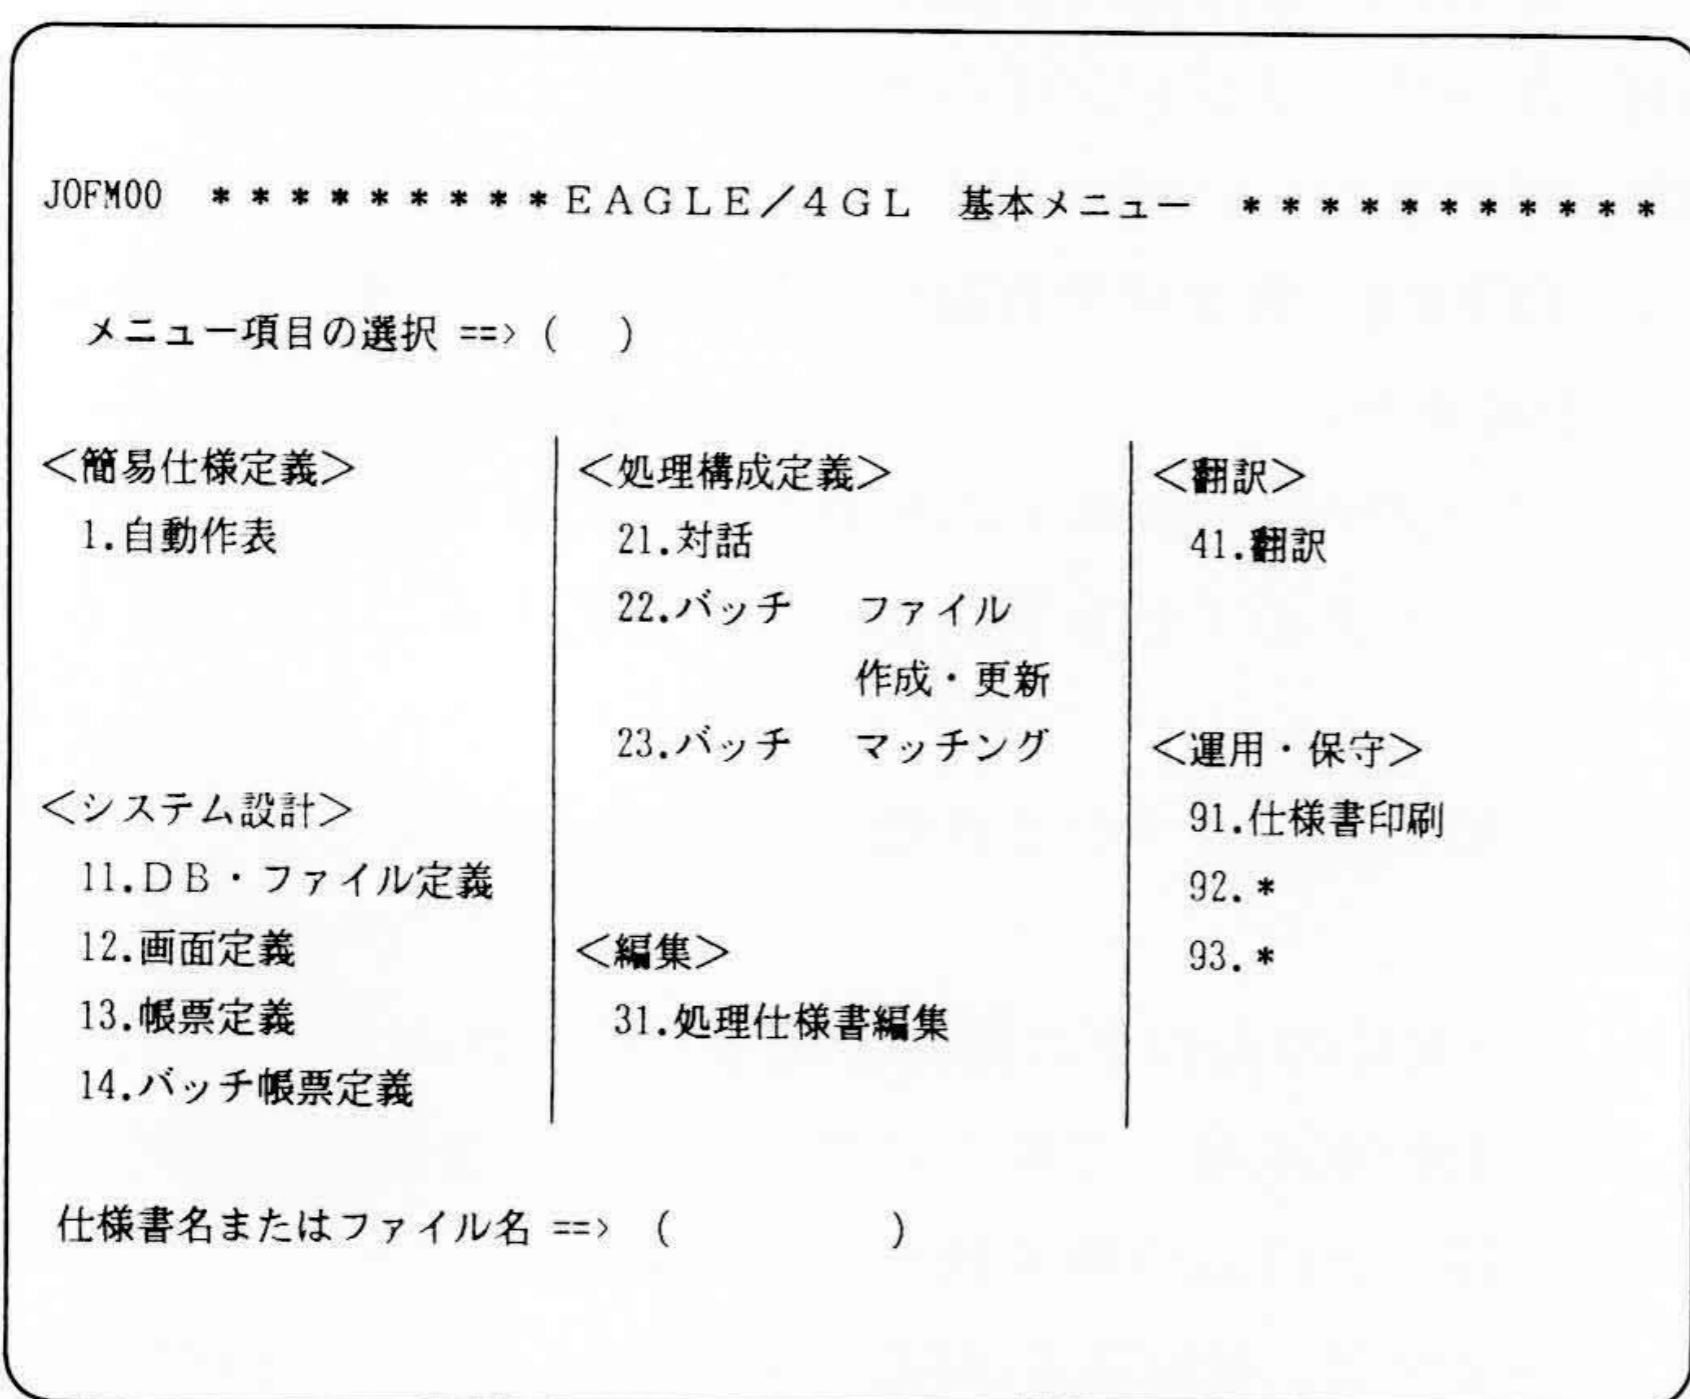 JOFM00 * * * * * * * * * EAGLE/4GL 基本メニュー * * * * * * * * * * *
メニュー項目の選択 ==> ( )
<簡易仕様定義>
1.自動作表
<システム設計>
11.DB・ファイル定義
12.画面定義
13.帳票定義
14.バッチ帳票定義
<処理構成定義>
21.対話
22.バッチ ファイル
作成・更新
23.バッチ マッチング
<編集>
31.処理仕様書編集
<翻訳>
41.翻訳
<運用・保守>
91.仕様書印刷
92.*
93.*
仕様書名またはファイル名 ==> ( )